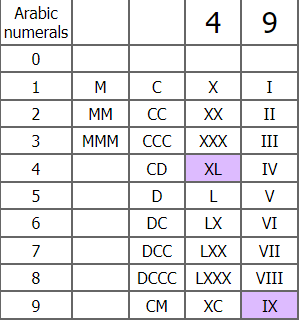 Arabic numerals 4 9
0
1 M C X I
2 MM CC XX II
3 MMM CCC XXX III
4 CD XL IV
5 D L V
6 DC LX VI
7 DCC LXX VII
8 DCCC LXXX VIII
9 CM XC IX